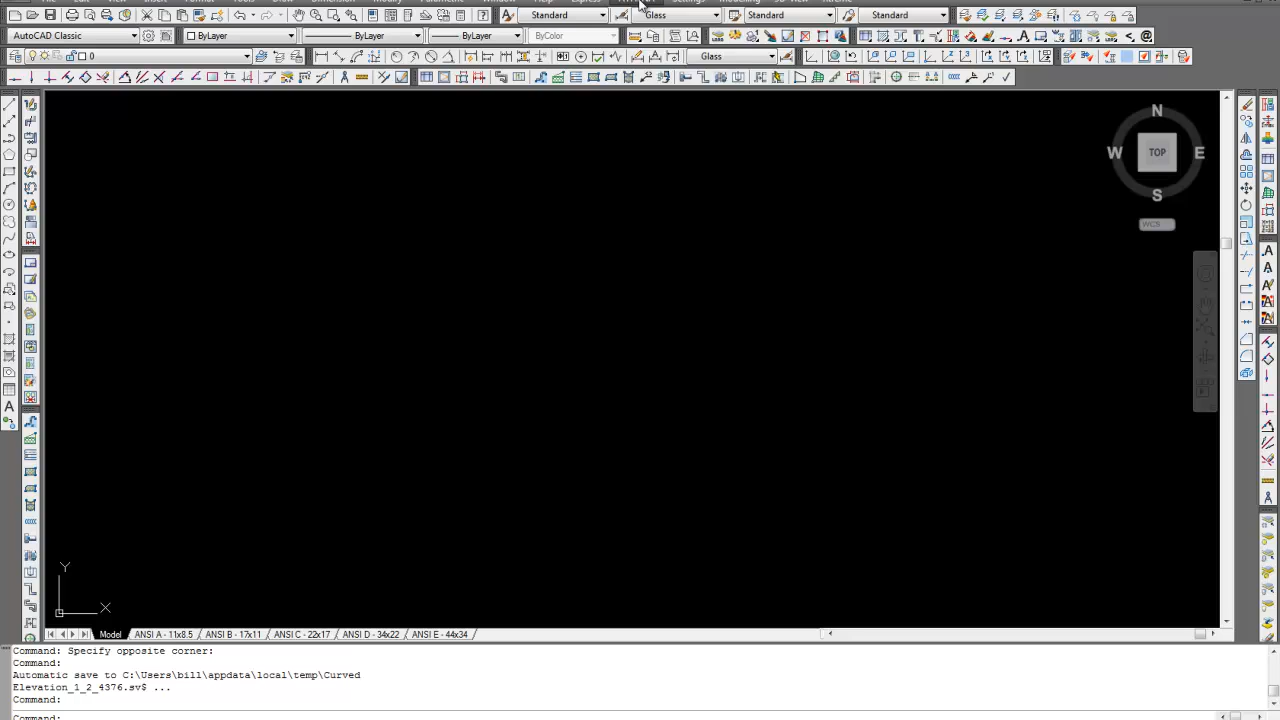 Standard Glass Standard Standard
AutoCAD Classic ByLayer ByLayer ByLayer ByColor
0 Glass
N
W TOP E
S
WCS
Y
X
Model ANSI A - 11x8.5 ANSI B - 17x11 ANSI C - 22x17 ANSI D - 34x22 ANSI E - 44x34
Command: Specify opposite corner:
Command:
Automatic save to C:\Users\bill\appdata\local\temp\Curved
Elevation_1_2_4376.sv$ ...
Command:
Command: